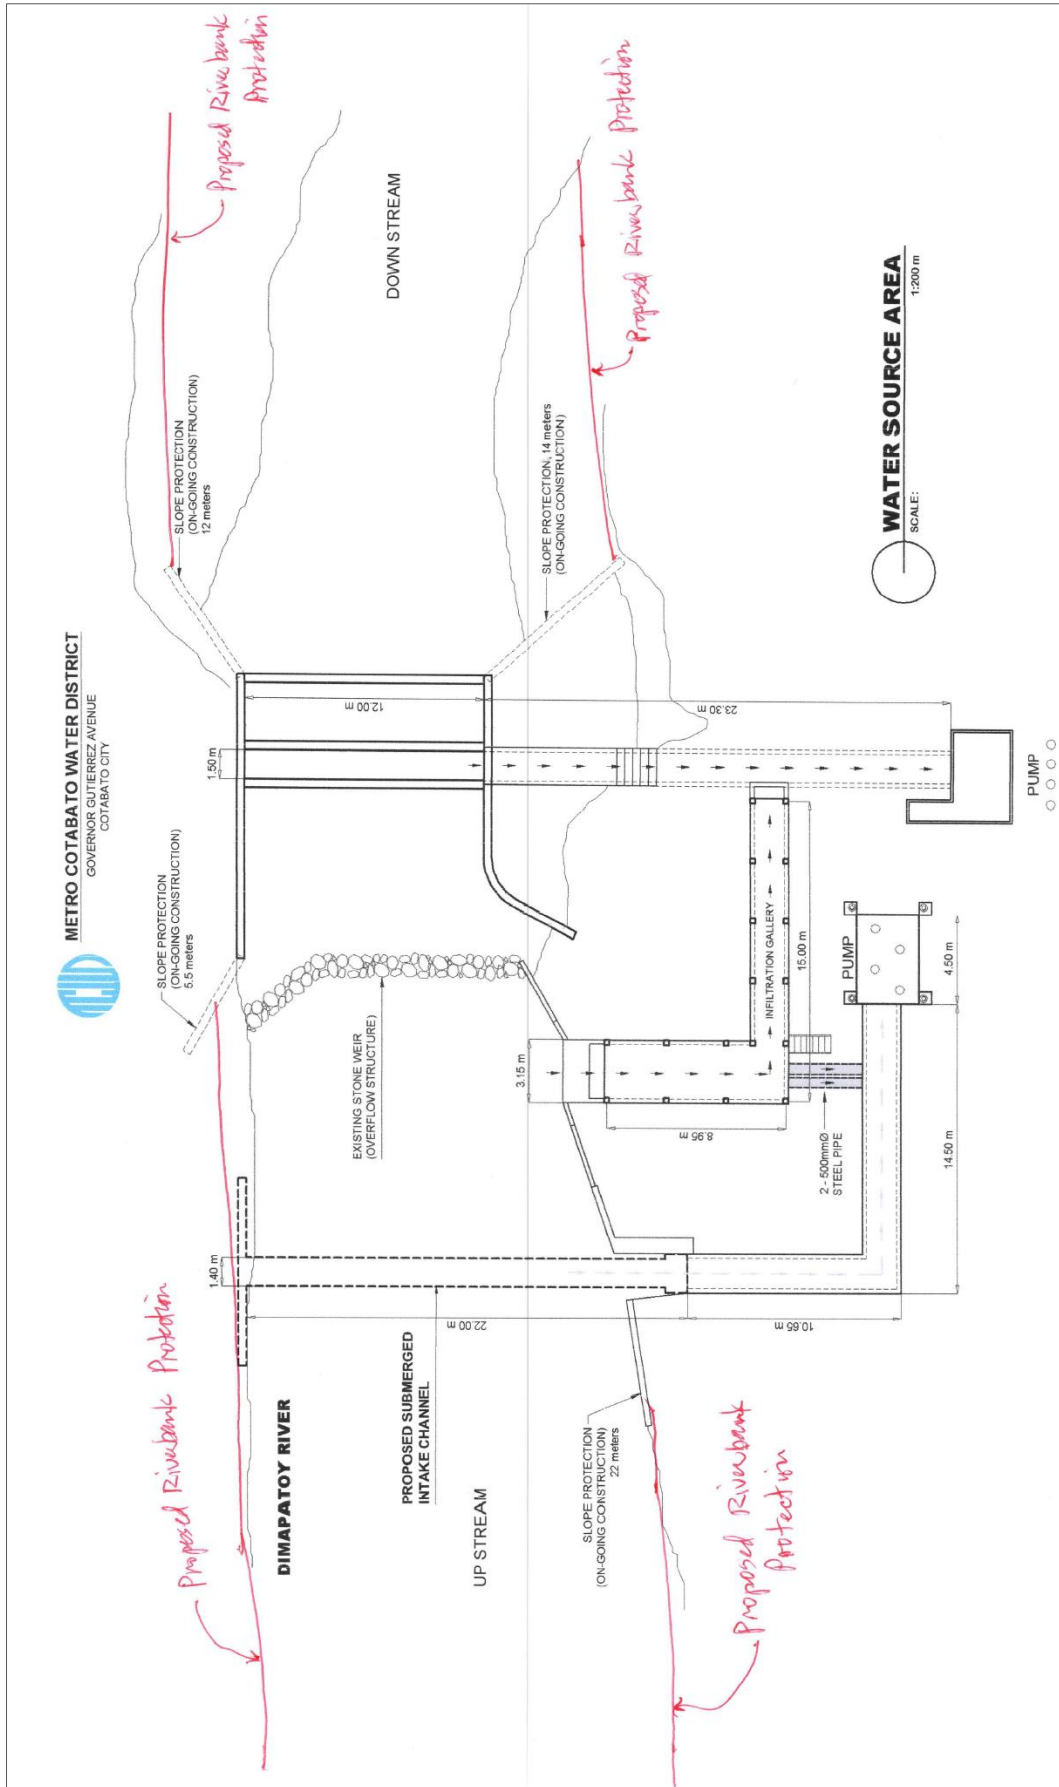 METRO COTABATO WATER DISTRICT
GOVERNOR GUTIERREZ AVENUE
COTABATO CITY
Proposed Riverbank
Protection
Proposed Riverbank Protection
SLOPE PROTECTION
(ON-GOING CONSTRUCTION)
5.5 meters
SLOPE PROTECTION
(ON-GOING CONSTRUCTION)
12 meters
1.40 m
1.50 m
12.00 m
DIMAPATOY RIVER
PROPOSED SUBMERGED
INTAKE CHANNEL
22.00 m
EXISTING STONE WEIR
(OVERFLOW STRUCTURE)
UP STREAM
DOWN STREAM
3.15 m
SLOPE PROTECTION, 14 meters
(ON-GOING CONSTRUCTION)
Proposed Riverbank Protection
SLOPE PROTECTION
(ON-GOING CONSTRUCTION)
22 meters
8.95 m
23.30 m
INFILTRATION GALLERY
15.00 m
Proposed Riverbank
Protection
10.65 m
2 - 500mmØ
STEEL PIPE
PUMP
14.50 m
4.50 m
PUMP
WATER SOURCE AREA
SCALE:
1:200 m